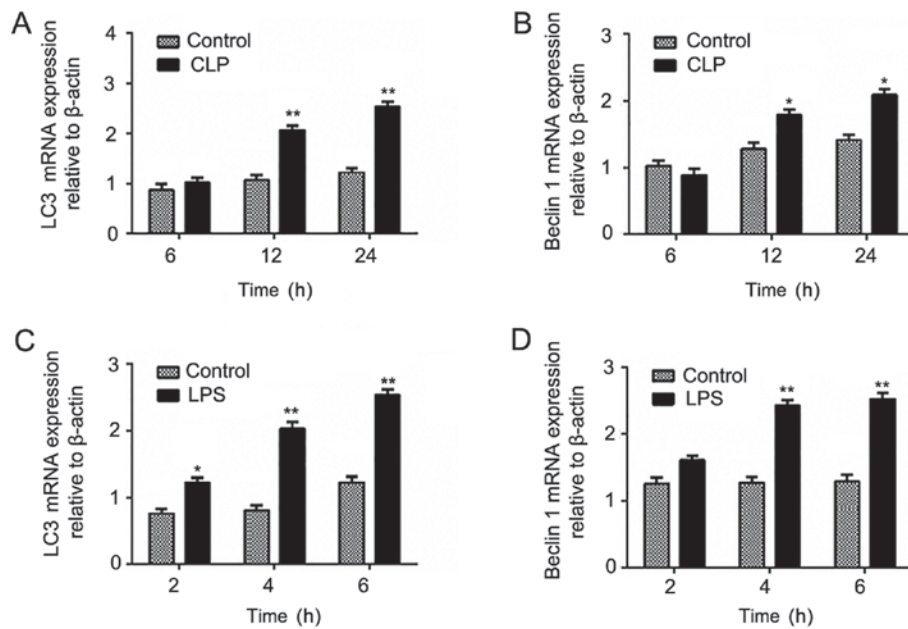 A
LC3 mRNA expression
relative to β-actin
Control
CLP
4
3
2
1
0
**
**
6
12
24
Time (h)
B
Beclin 1 mRNA expression
relative to β-actin
Control
CLP
3
2
1
0
*
*
6
12
24
Time (h)
C
LC3 mRNA expression
relative to β-actin
Control
LPS
3
2
1
0
*
**
**
2
4
6
Time (h)
D
Beclin 1 mRNA expression
relative to β-actin
Control
LPS
3
2
1
0
**
**
2
4
6
Time (h)